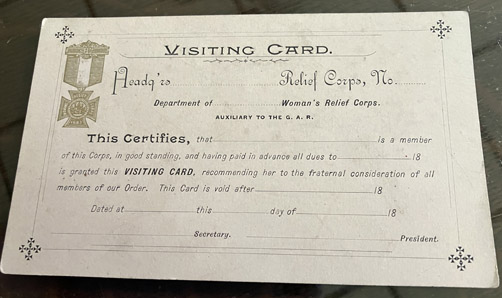 VISITING CARD.
Headq'rs Relief Corps, No.
Department of Woman's Relief Corps.
AUXILIARY TO THE G. A. R.
This Certifies, that is a member
of this Corps, in good standing, and having paid in advance all dues to 18
is granted this VISITING CARD, recommending her to the fraternal consideration of all
members of our Order. This Card is void after 18
Dated at this day of 18
Secretary. President.